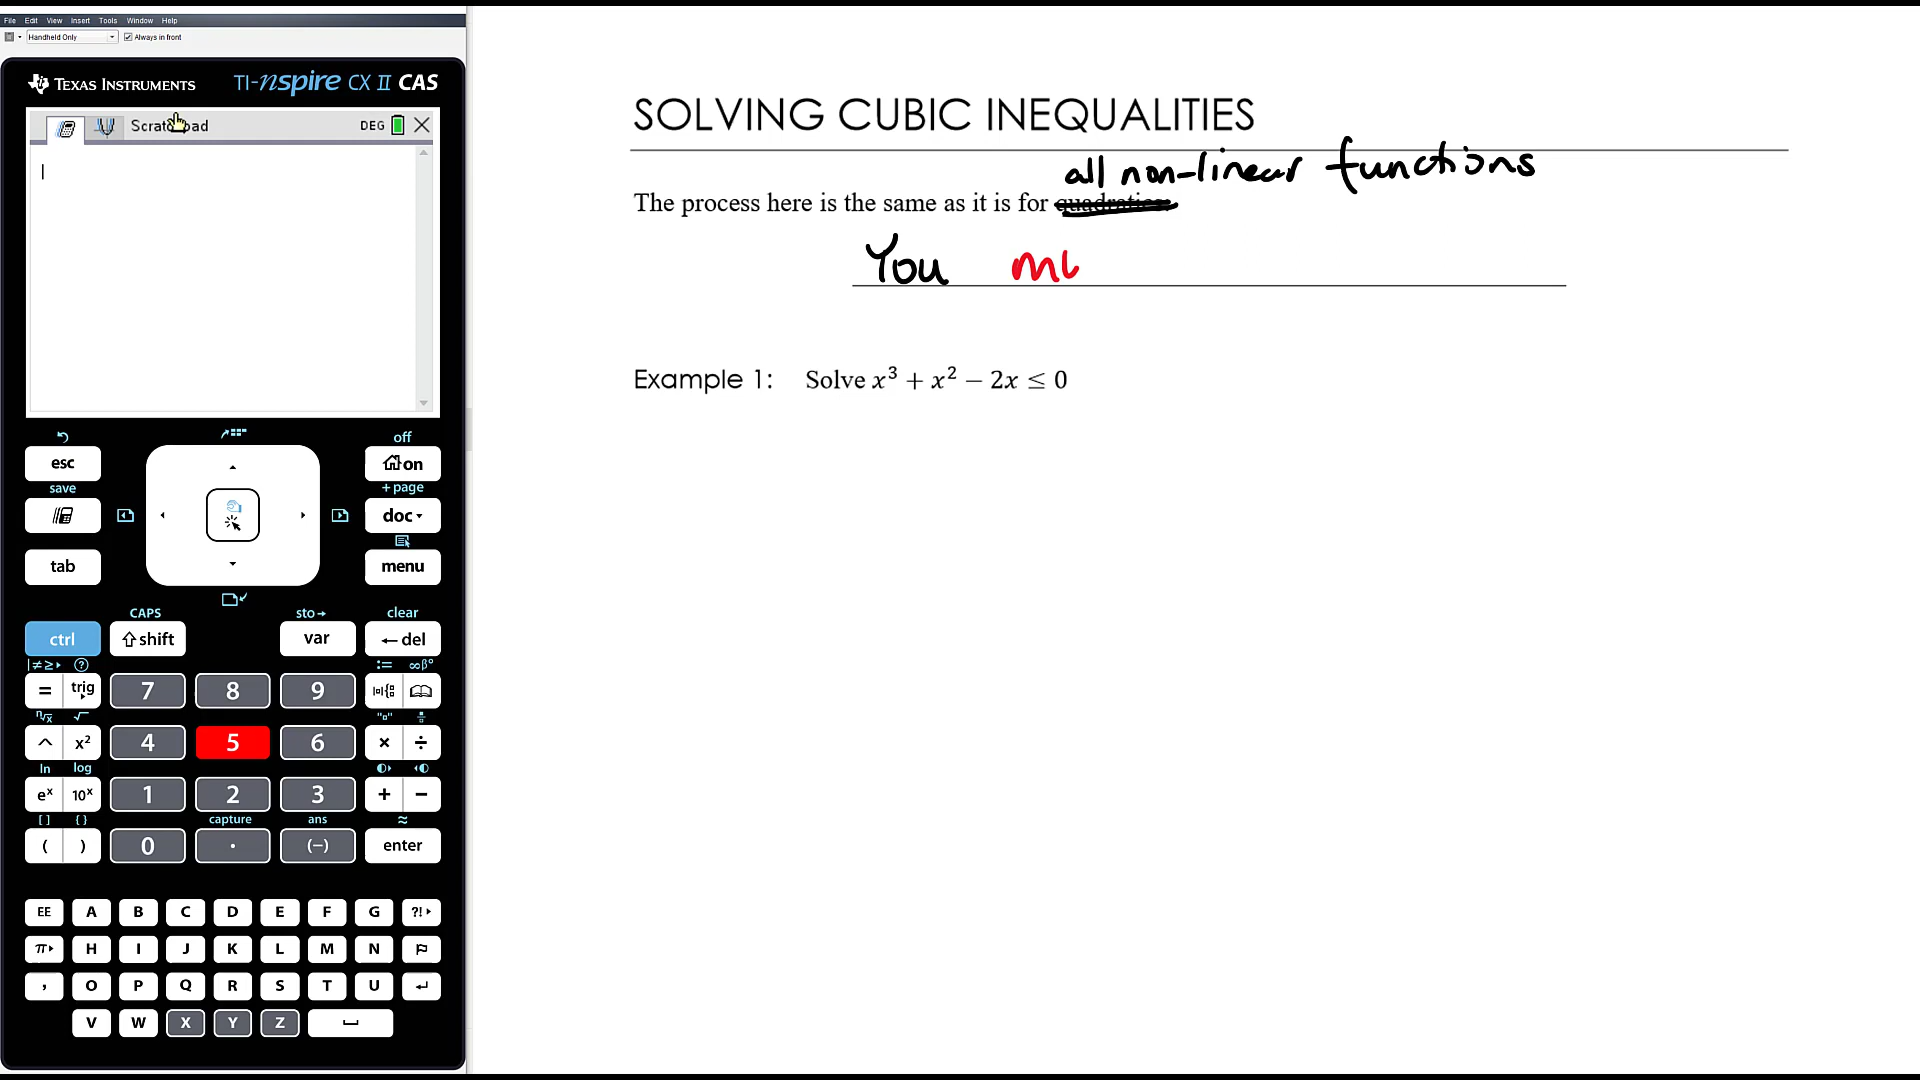 File Edit View Insert Tools Window Help
Handheld Only Always in front
TEXAS INSTRUMENTS TI-nspire CX II CAS
DEG
SOLVING CUBIC INEQUALITIES
all non-linear functions
The process here is the same as it is for
You mu
Example 1: Solve x³ + x² − 2x ≤ 0
off
esc on
save + page
doc
tab menu
CAPS sto→ clear
ctrl shift var ←del
|≠≥▸ ? := ∞β°
= trig 7 8 9
ⁿ√x √
^ x² 4 5 6 × ÷
ln log
eˣ 10ˣ 1 2 3 + −
[ ] { } capture ans ≈
( ) 0 . (−) enter
EE A B C D E F G ?!▸
π▸ H I J K L M N
, O P Q R S T U ↵
V W X Y Z